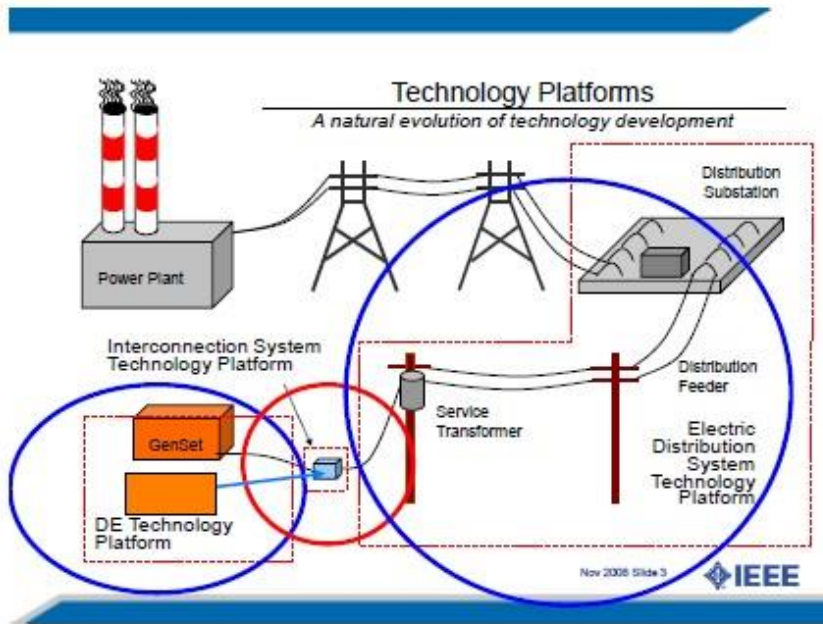 Technology Platforms
A natural evolution of technology development
Distribution
Substation
Power Plant
Interconnection System
Technology Platform
Distribution
Feeder
Service
Transformer
GenSet
Electric
Distribution
System
Technology
Platform
DE Technology
Platform
Nov 2008 Slide 3
IEEE